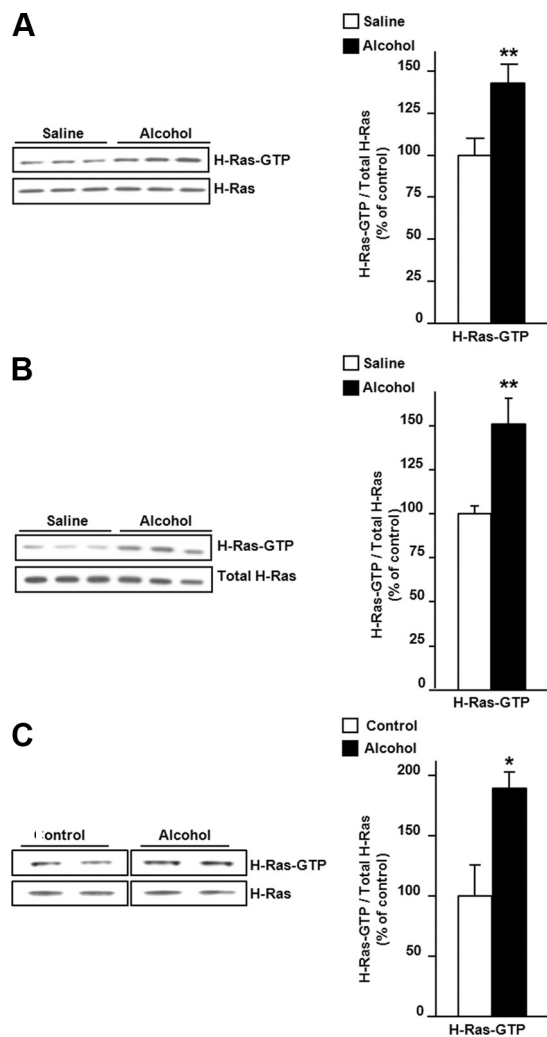 A
Saline
Alcohol
Saline Alcohol
H-Ras-GTP
H-Ras
**
150
125
100
75
50
25
0
H-Ras-GTP / Total H-Ras
(% of control)
H-Ras-GTP
B
Saline
Alcohol
Saline Alcohol
H-Ras-GTP
Total H-Ras
**
150
125
100
75
50
25
0
H-Ras-GTP / Total H-Ras
(% of control)
H-Ras-GTP
C
Control
Alcohol
Control Alcohol
H-Ras-GTP
H-Ras
*
200
150
100
50
0
H-Ras-GTP / Total H-Ras
(% of control)
H-Ras-GTP